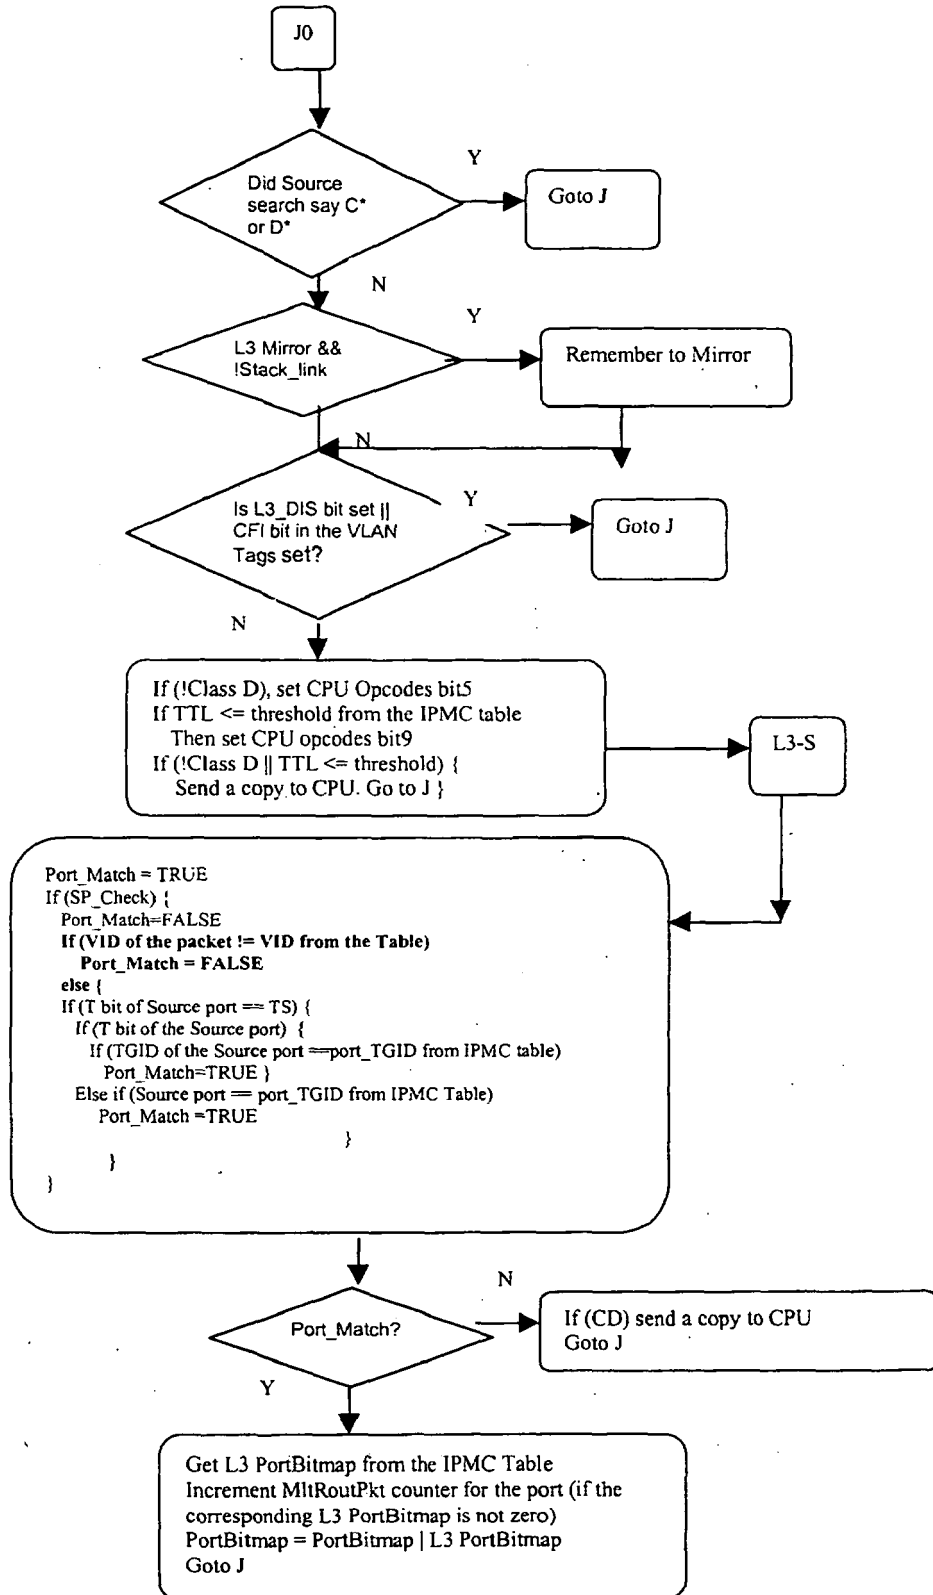 J0
Did Source
search say C*
or D*
Y
Goto J
N
L3 Mirror &&
!Stack_link
Y
Remember to Mirror
N
Is L3_DIS bit set ||
CFI bit in the VLAN
Tags set?
Y
Goto J
N
If (!Class D), set CPU Opcodes bit5
If TTL <= threshold from the IPMC table
Then set CPU opcodes bit9
If (!Class D || TTL <= threshold) {
Send a copy to CPU. Go to J }
L3-S
Port_Match = TRUE
If (SP_Check) {
Port_Match=FALSE
If (VID of the packet != VID from the Table)
Port_Match = FALSE
else {
If (T bit of Source port == TS) {
If (T bit of the Source port) {
If (TGID of the Source port ==port_TGID from IPMC table)
Port_Match=TRUE }
Else if (Source port == port_TGID from IPMC Table)
Port_Match =TRUE
}
}
}
Port_Match?
N
If (CD) send a copy to CPU
Goto J
Y
Get L3 PortBitmap from the IPMC Table
Increment MltRoutPkt counter for the port (if the
corresponding L3 PortBitmap is not zero)
PortBitmap = PortBitmap | L3 PortBitmap
Goto J